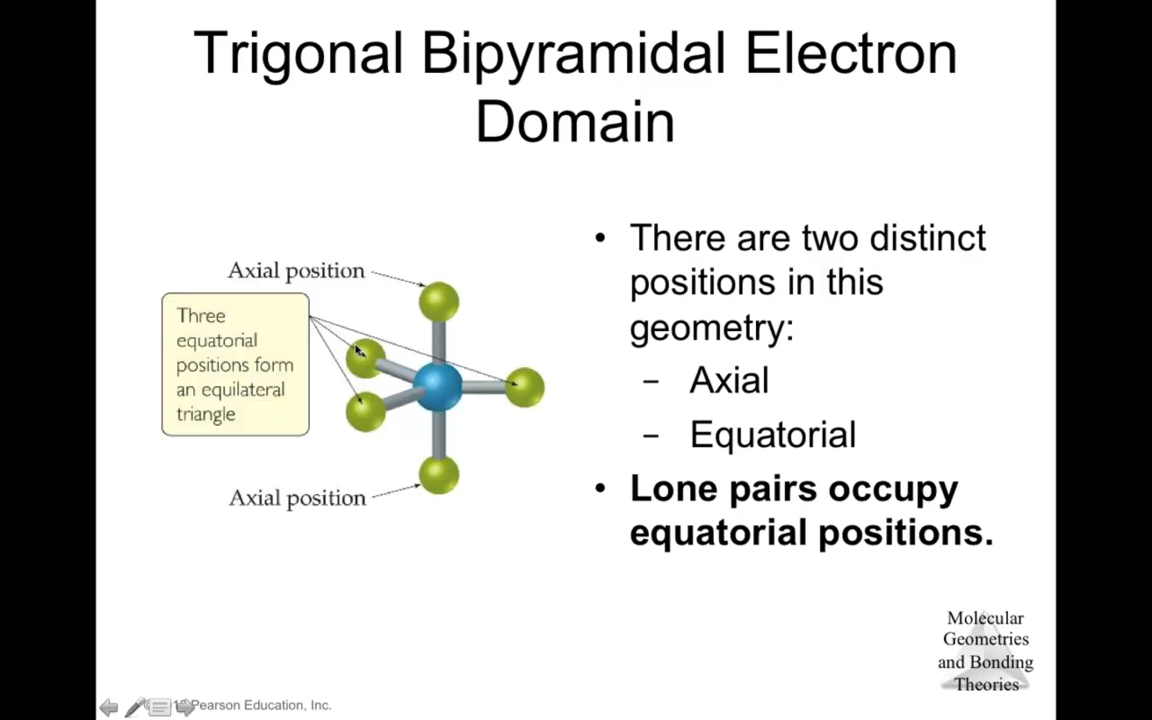 Trigonal Bipyramidal Electron
Domain
Axial position
Three
equatorial
positions form
an equilateral
triangle
Axial position
• There are two distinct
positions in this
geometry:
– Axial
– Equatorial
• Lone pairs occupy
equatorial positions.
Molecular
Geometries
and Bonding
Theories
Pearson Education, Inc.